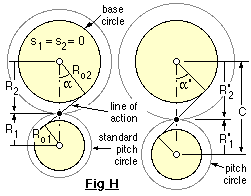 base
circle
s1 = s2 = 0
Ro2
α
α'
R2
R'2
C
line of
action
R1
Ro1
R'1
standard
pitch
circle
pitch
circle
Fig H